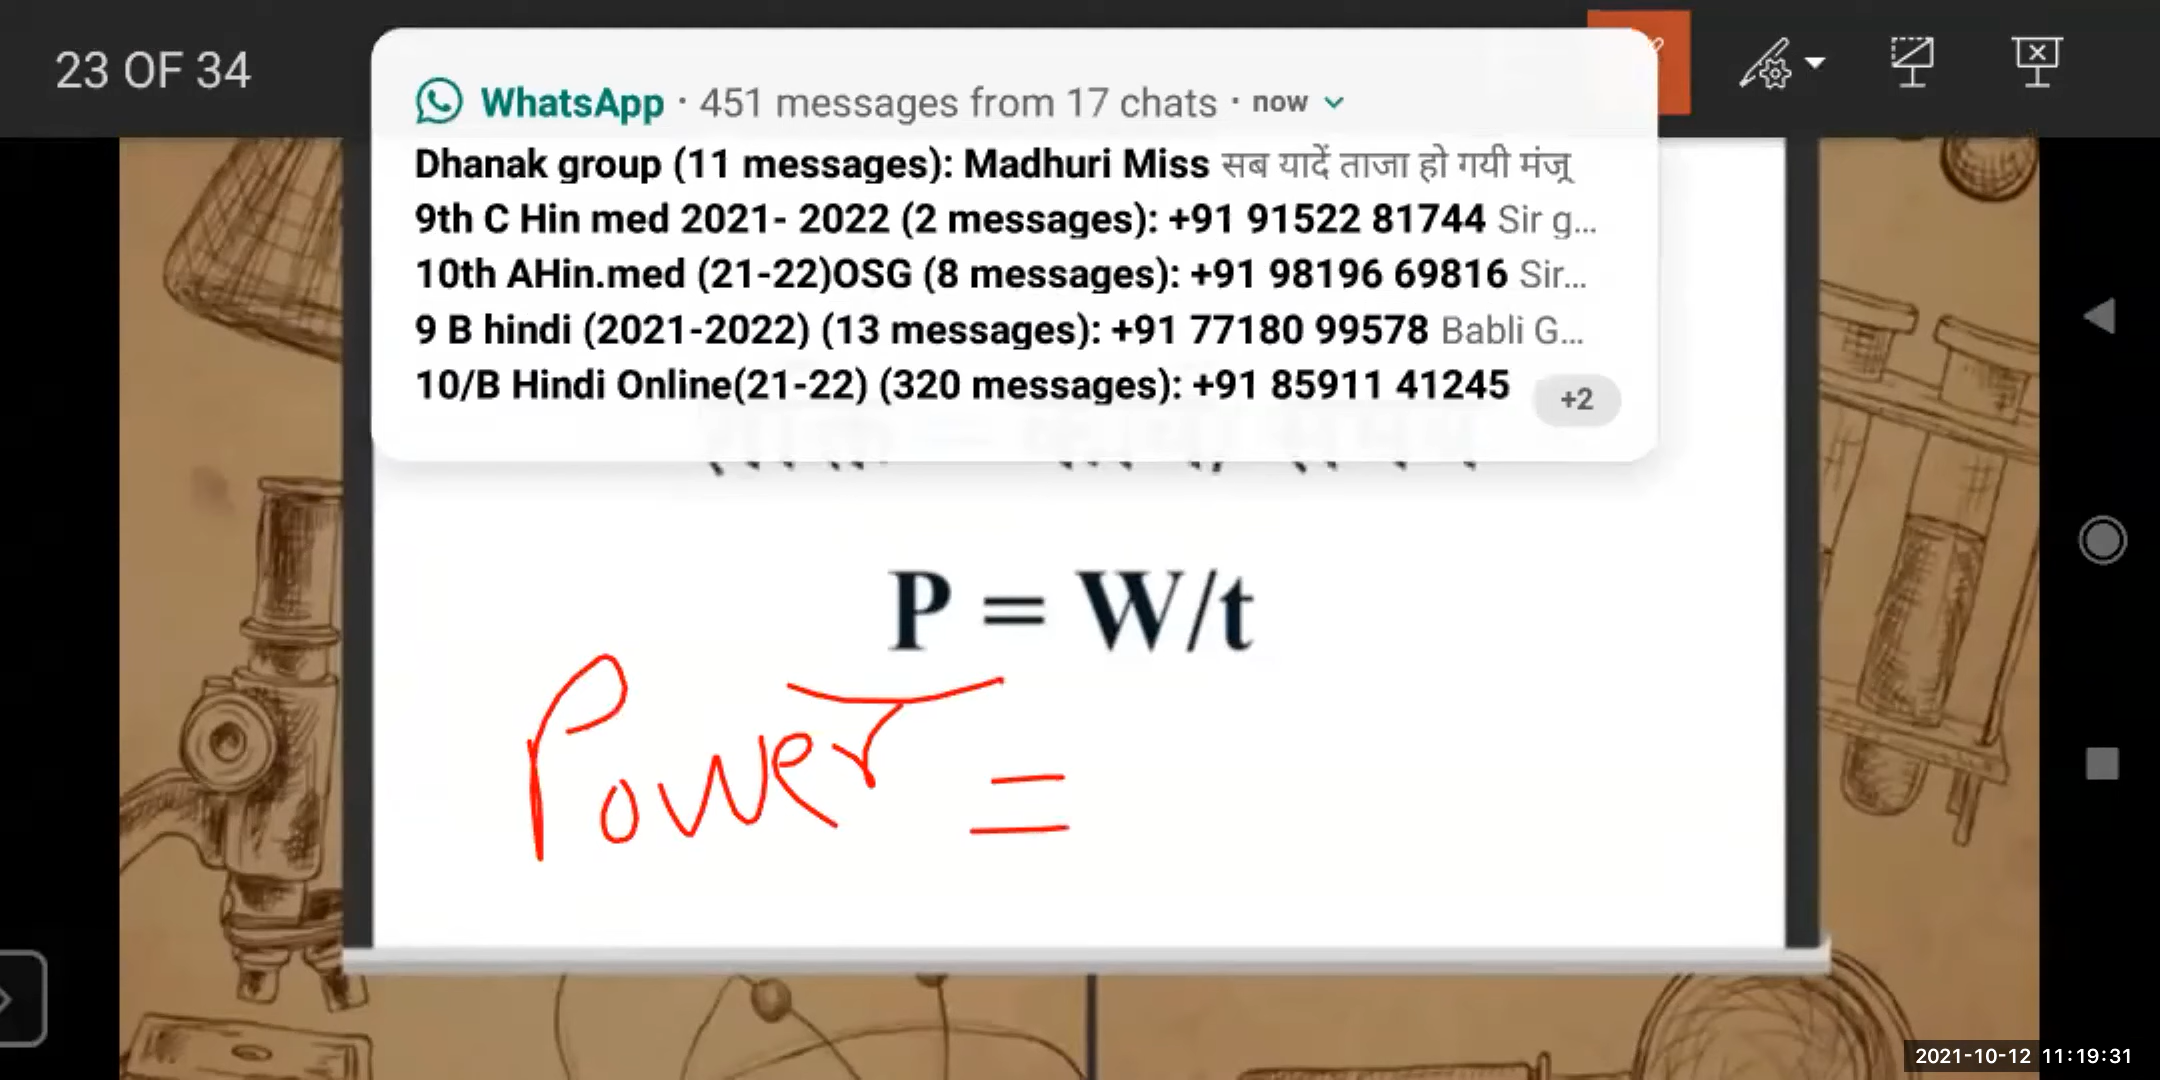 23 OF 34
WhatsApp · 451 messages from 17 chats · now
Dhanak group (11 messages): Madhuri Miss सब यादें ताजा हो गयी मंजू
9th C Hin med 2021- 2022 (2 messages): +91 91522 81744 Sir g...
10th AHin.med (21-22)OSG (8 messages): +91 98196 69816 Sir...
9 B hindi (2021-2022) (13 messages): +91 77180 99578 Babli G...
10/B Hindi Online(21-22) (320 messages): +91 85911 41245
+2
P = W/t
Power =
2021-10-12 11:19:31